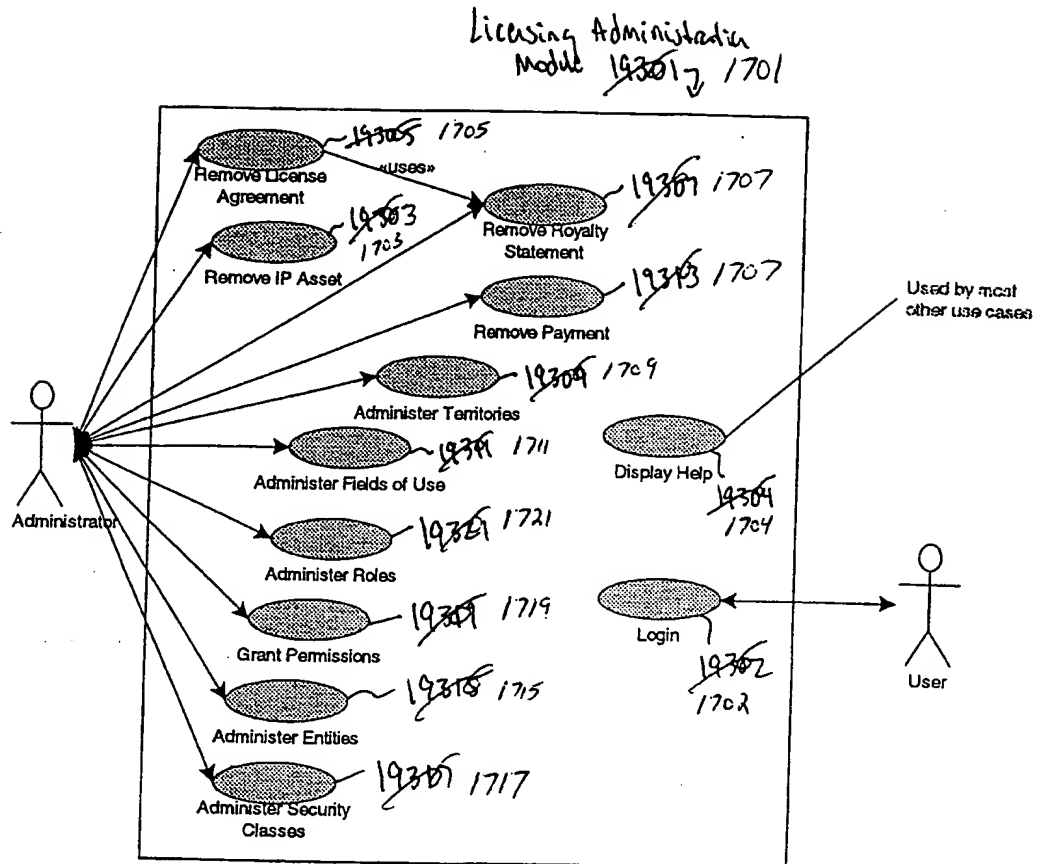 Licensing Administration
Module 19301 1701
19305 1705
«uses»
Remove License
Agreement
19307 1707
Remove Royalty
Statement
19303
1703
Remove IP Asset
19313 1707
Remove Payment
Used by most
other use cases
19309 1709
Administer Territories
19311 1711
Administer Fields of Use
Display Help
19304
1704
Administrator
19321 1721
Administer Roles
19319 1719
Grant Permissions
Login
19302
1702
User
19315 1715
Administer Entities
19317 1717
Administer Security
Classes